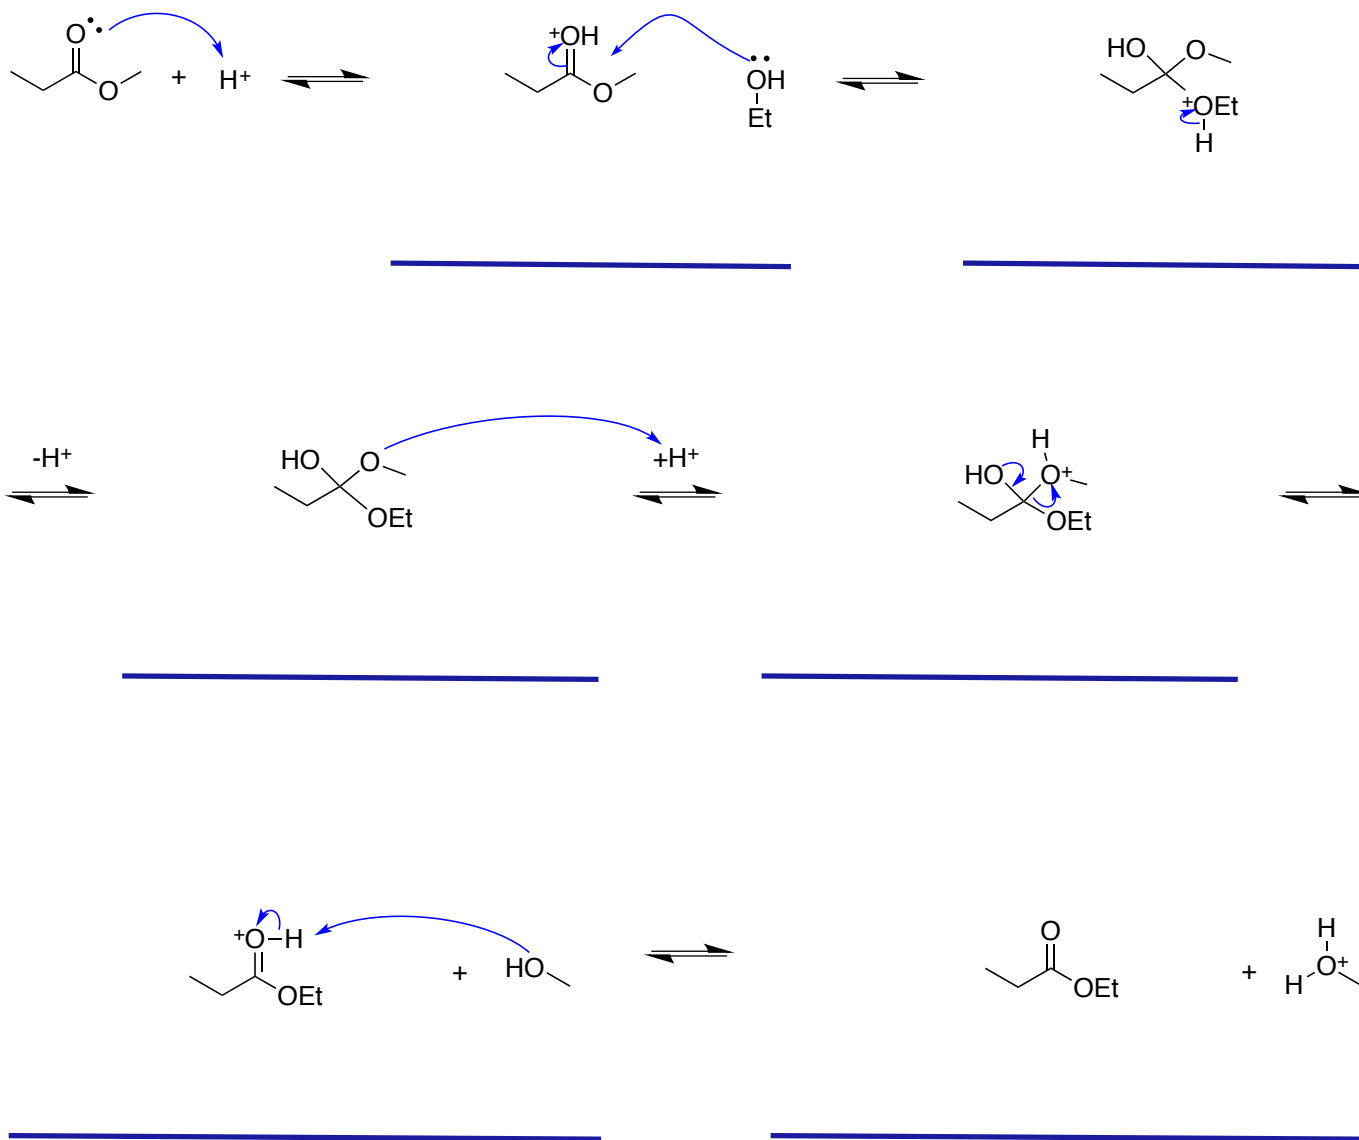 O
O
+
H+
+OH
O
OH
Et
HO
O
+OEt
H
-H+
HO
O
OEt
+H+
H
HO
O+
OEt
+O-H
OEt
+
HO
O
OEt
+
H
O+
H